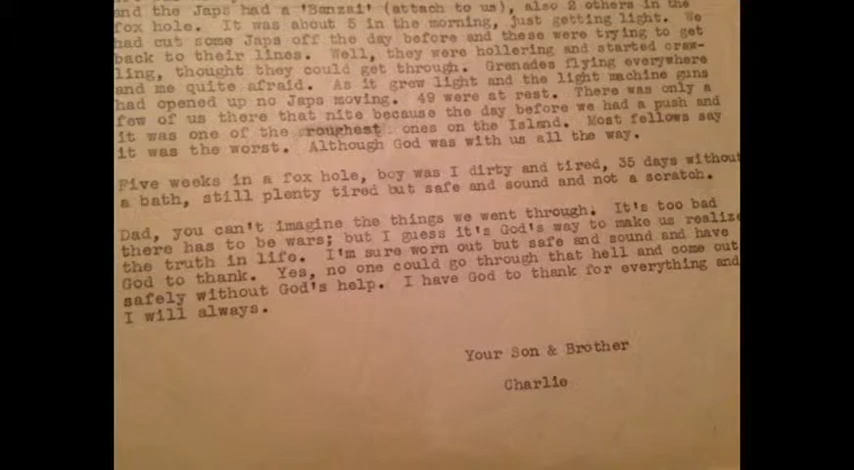 and the Japs had a 'Banzai' (attach to us), also 2 others in the
fox hole. It was about 5 in the morning, just getting light. We
had cut some Japs off the day before and these were trying to get
back to their lines. Well, they were hollering and started craw-
ling, thought they could get through. Grenades flying everywhere
and me quite afraid. As it grew light and the light machine guns
had opened up no Japs moving. 49 were at rest. There was only a
few of us there that nite because the day before we had a push and
it was one of the roughest ones on the Island. Most fellows say
it was the worst. Although God was with us all the way.
Five weeks in a fox hole, boy was I dirty and tired, 35 days without
a bath, still plenty tired but safe and sound and not a scratch.
Dad, you can't imagine the things we went through. It's too bad
there has to be wars; but I guess it's God's way to make us realize
the truth in life. I'm sure worn out but safe and sound and have
God to thank. Yes, no one could go through that hell and come out
safely without God's help. I have God to thank for everything and
I will always.
Your Son & Brother
Charlie